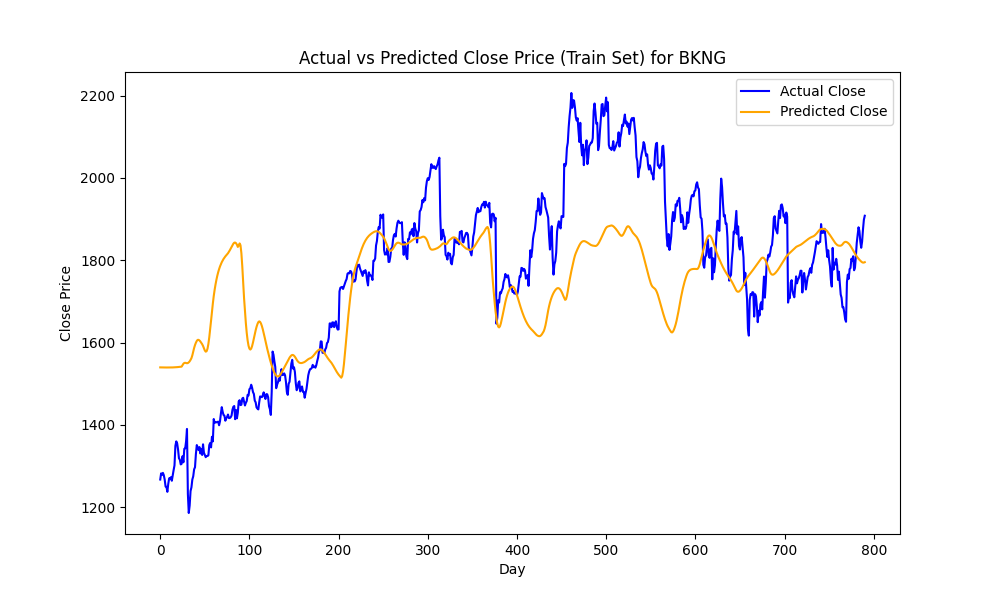 Actual vs Predicted Close Price (Train Set) for BKNG
Actual Close
Predicted Close
Close Price
2200
2000
1800
1600
1400
1200
0 100 200 300 400 500 600 700 800
Day